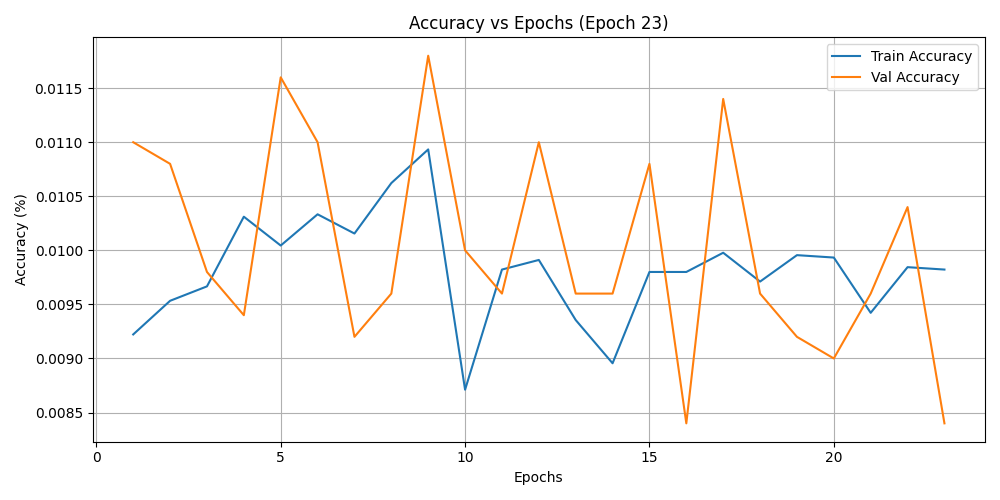 Accuracy vs Epochs (Epoch 23)
Train Accuracy
Val Accuracy
Accuracy (%)
0.0115
0.0110
0.0105
0.0100
0.0095
0.0090
0.0085
0 5 10 15 20
Epochs